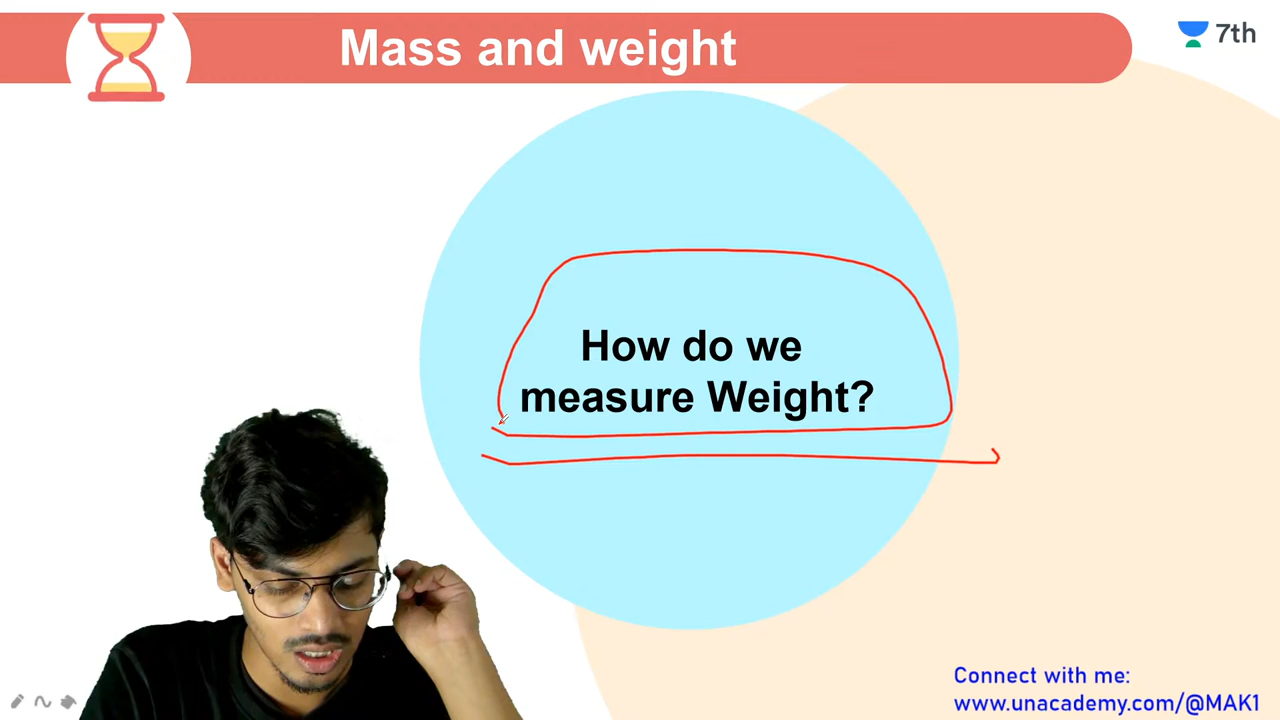 Mass and weight
7th
How do we
measure Weight?
Connect with me:
www.unacademy.com/@MAK1